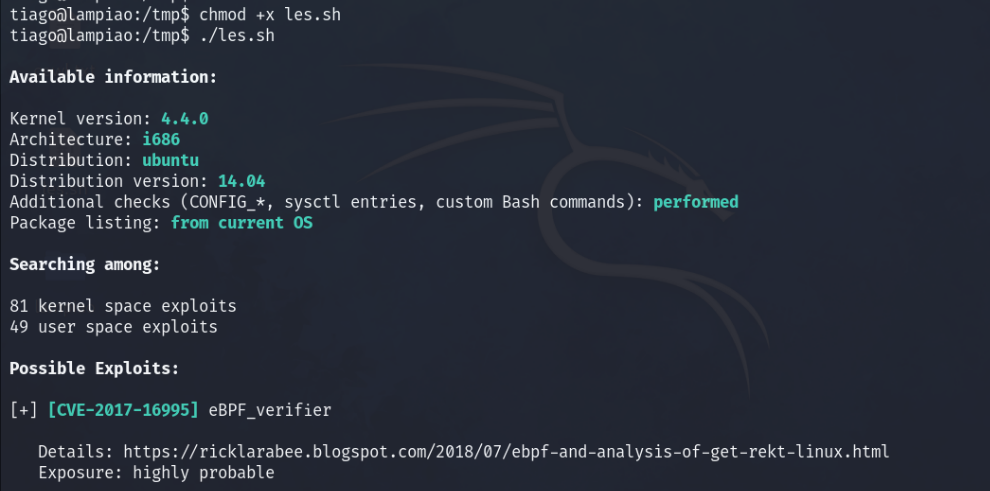 tiago@lampiao:/tmp$ chmod +x les.sh
tiago@lampiao:/tmp$ ./les.sh
Available information:
Kernel version: 4.4.0
Architecture: i686
Distribution: ubuntu
Distribution version: 14.04
Additional checks (CONFIG_*, sysctl entries, custom Bash commands): performed
Package listing: from current OS
Searching among:
81 kernel space exploits
49 user space exploits
Possible Exploits:
[+] [CVE-2017-16995] eBPF_verifier
Details: https://ricklarabee.blogspot.com/2018/07/ebpf-and-analysis-of-get-rekt-linux.html
Exposure: highly probable